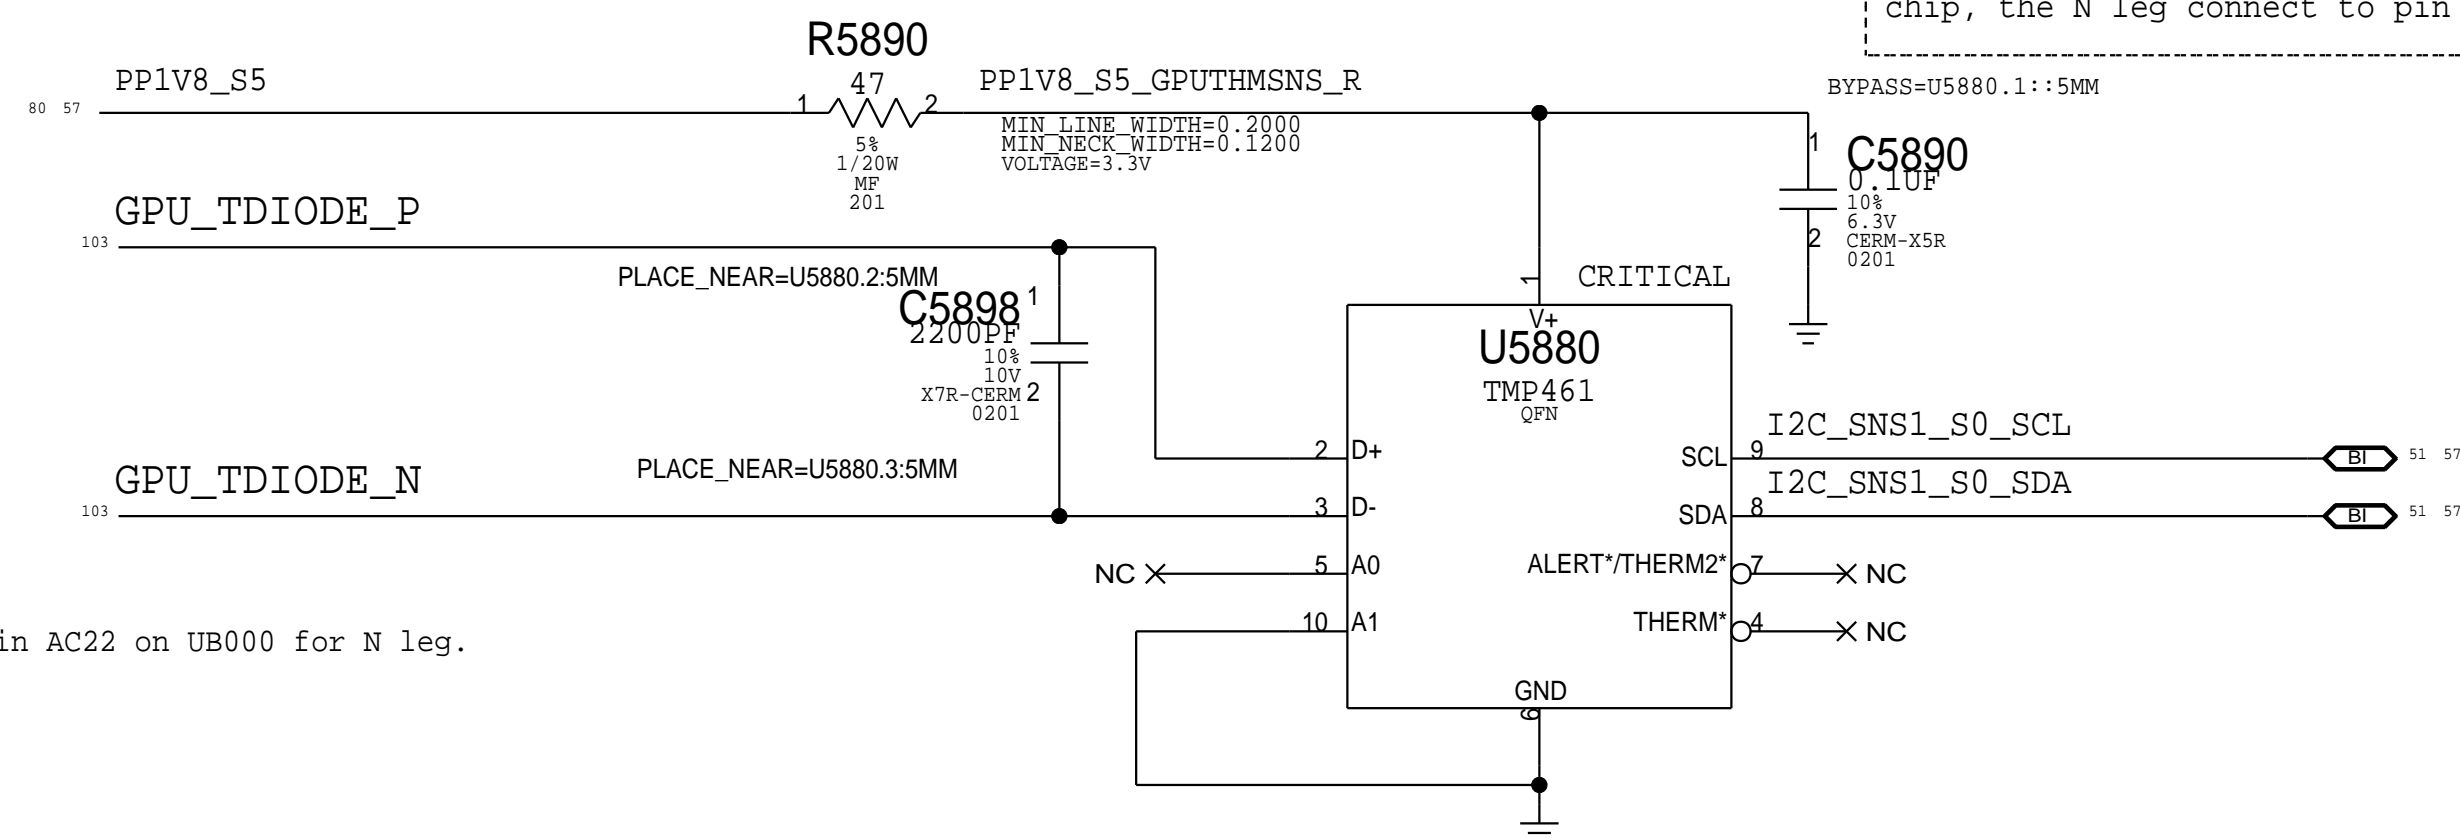 chip, the N leg connect to pin
R5890
PP1V8_S5
47
PP1V8_S5_GPUTHMSNS_R
BYPASS=U5880.1::5MM
80 57
1
2
MIN_LINE_WIDTH=0.2000
MIN_NECK_WIDTH=0.1200
VOLTAGE=3.3V
5%
1/20W
MF
201
1
C5890
0.1UF
10%
6.3V
CERM-X5R
0201
2
GPU_TDIODE_P
103
PLACE_NEAR=U5880.2:5MM
C5898
1
2200PF
10%
10V
X7R-CERM
2
0201
1
CRITICAL
V+
U5880
TMP461
QFN
GPU_TDIODE_N
103
PLACE_NEAR=U5880.3:5MM
2
D+
SCL
9
I2C_SNS1_S0_SCL
BI
51 57
3
D-
SDA
8
I2C_SNS1_S0_SDA
BI
51 57
NC
5
A0
ALERT*/THERM2*
7
NC
10
A1
THERM*
4
NC
GND
6
in AC22 on UB000 for N leg.